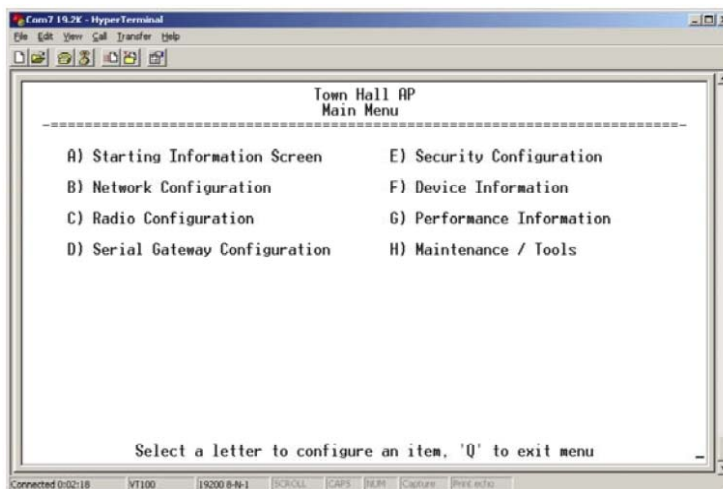 Com7 19.2K - HyperTerminal
File Edit View Call Transfer Help
Town Hall AP
Main Menu
-==========================================================================-
A) Starting Information Screen E) Security Configuration
B) Network Configuration F) Device Information
C) Radio Configuration G) Performance Information
D) Serial Gateway Configuration H) Maintenance / Tools
Select a letter to configure an item, 'Q' to exit menu _
Connected 0:02:18 VT100 19200 8-N-1 SCROLL CAPS NUM Capture Print echo